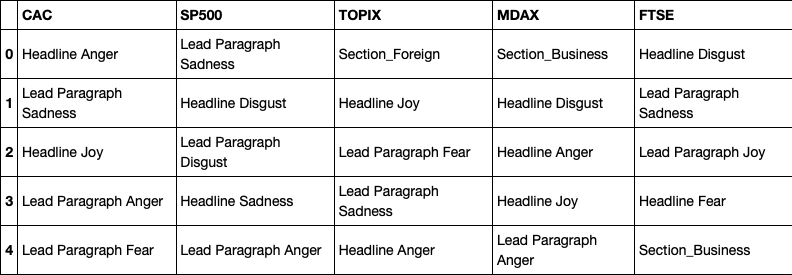 CAC SP500 TOPIX MDAX FTSE
0 Headline Anger Lead Paragraph Sadness Section_Foreign Section_Business Headline Disgust
1 Lead Paragraph Sadness Headline Disgust Headline Joy Headline Disgust Lead Paragraph Sadness
2 Headline Joy Lead Paragraph Disgust Lead Paragraph Fear Headline Anger Lead Paragraph Joy
3 Lead Paragraph Anger Headline Sadness Lead Paragraph Sadness Headline Joy Headline Fear
4 Lead Paragraph Fear Lead Paragraph Anger Headline Anger Lead Paragraph Anger Section_Business